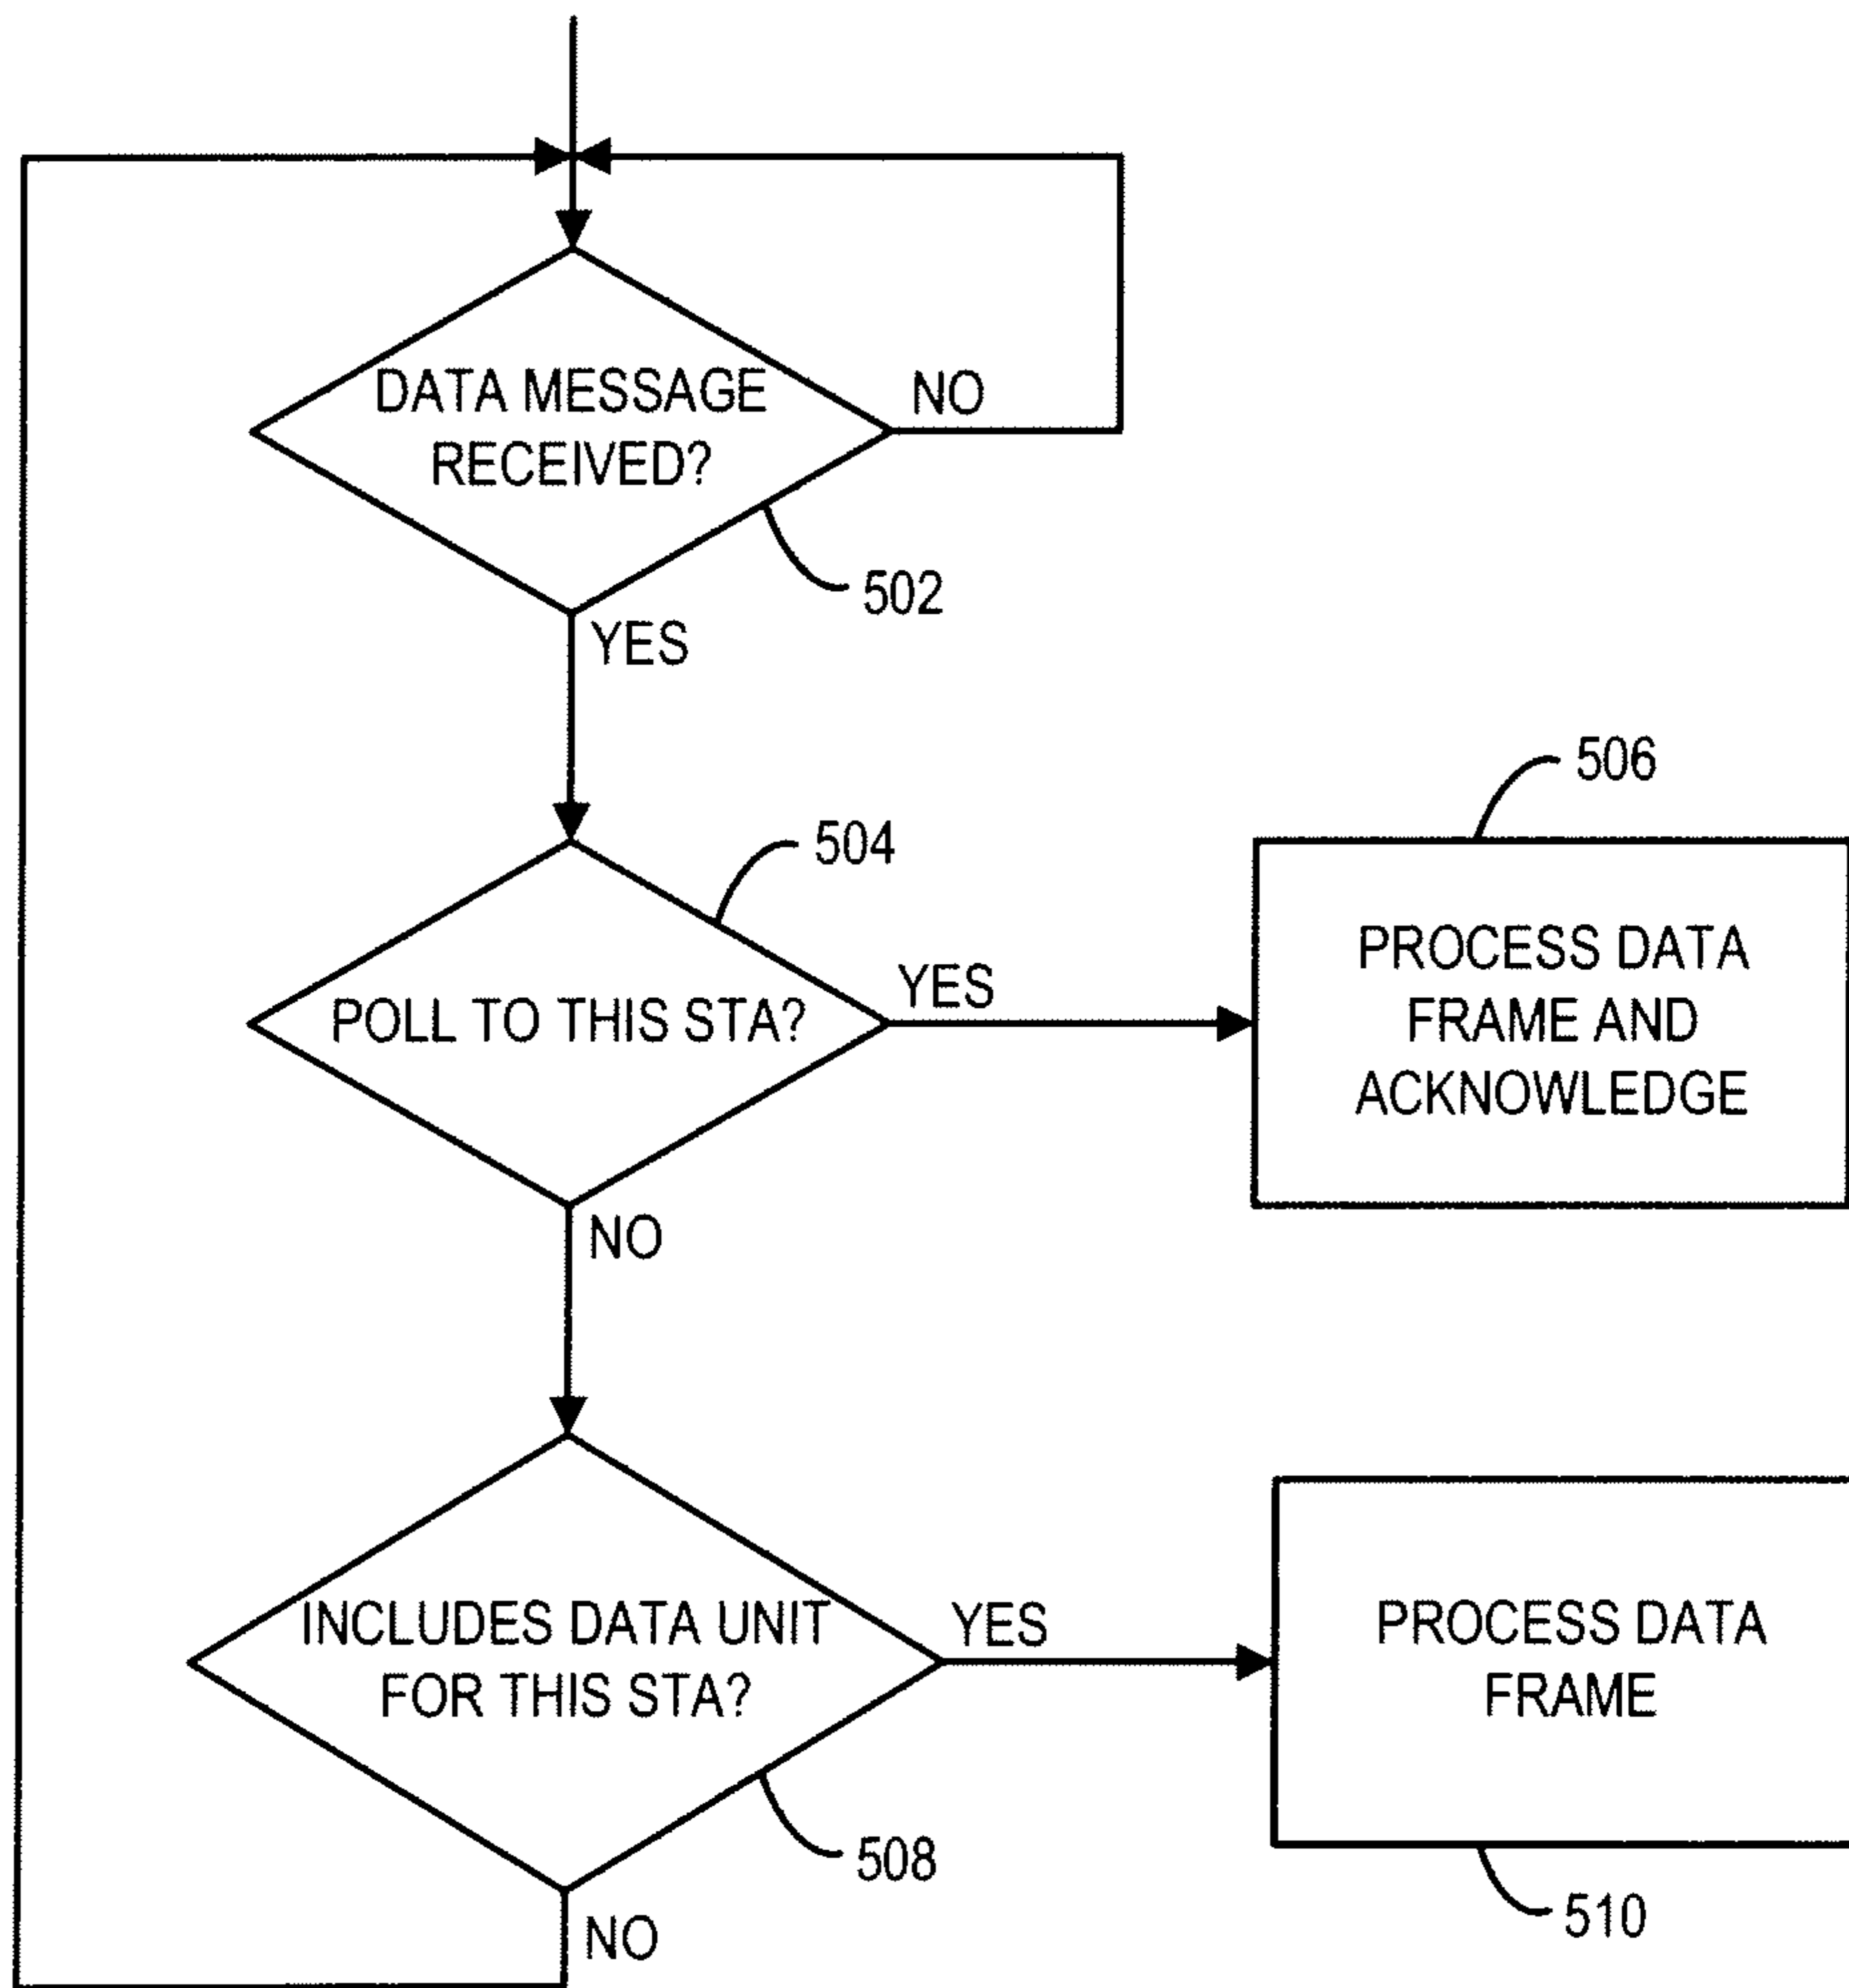 DATA MESSAGE
RECEIVED?
NO
502
YES
506
504
POLL TO THIS STA?
YES
PROCESS DATA
FRAME AND
ACKNOWLEDGE
NO
INCLUDES DATA UNIT
FOR THIS STA?
YES
PROCESS DATA
FRAME
508
510
NO